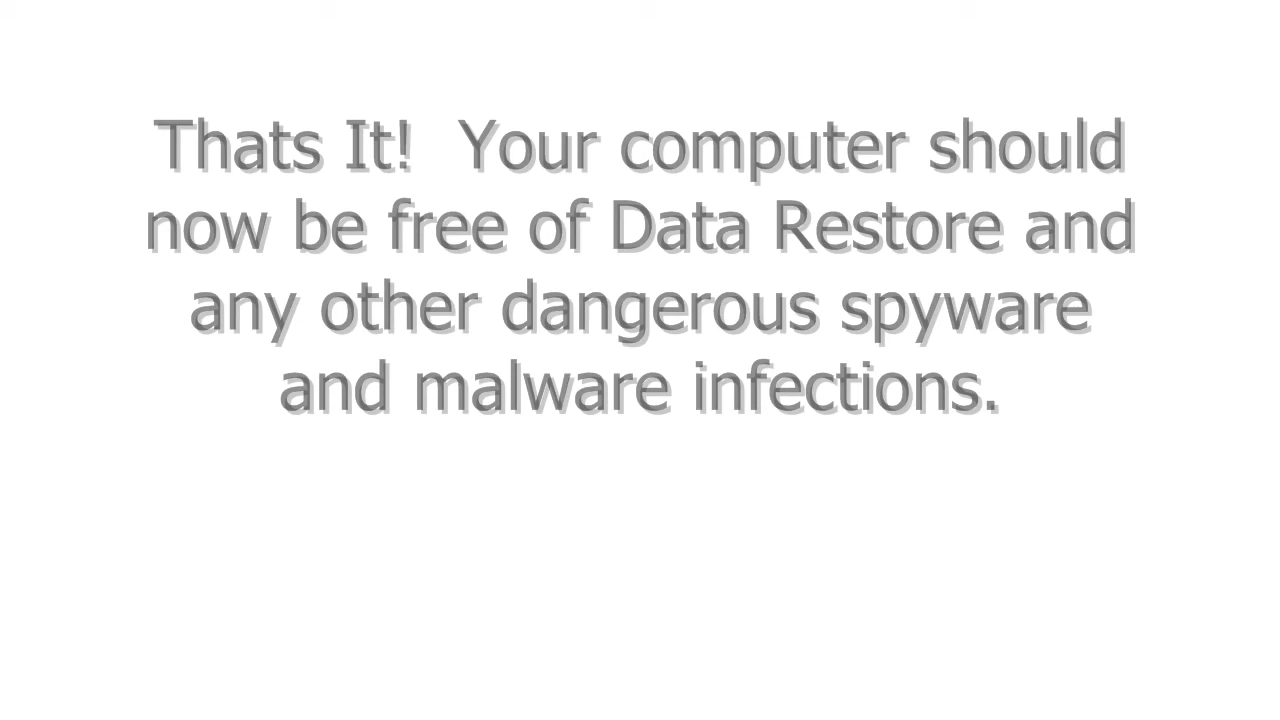 Thats It!  Your computer should
now be free of Data Restore and
any other dangerous spyware
and malware infections.